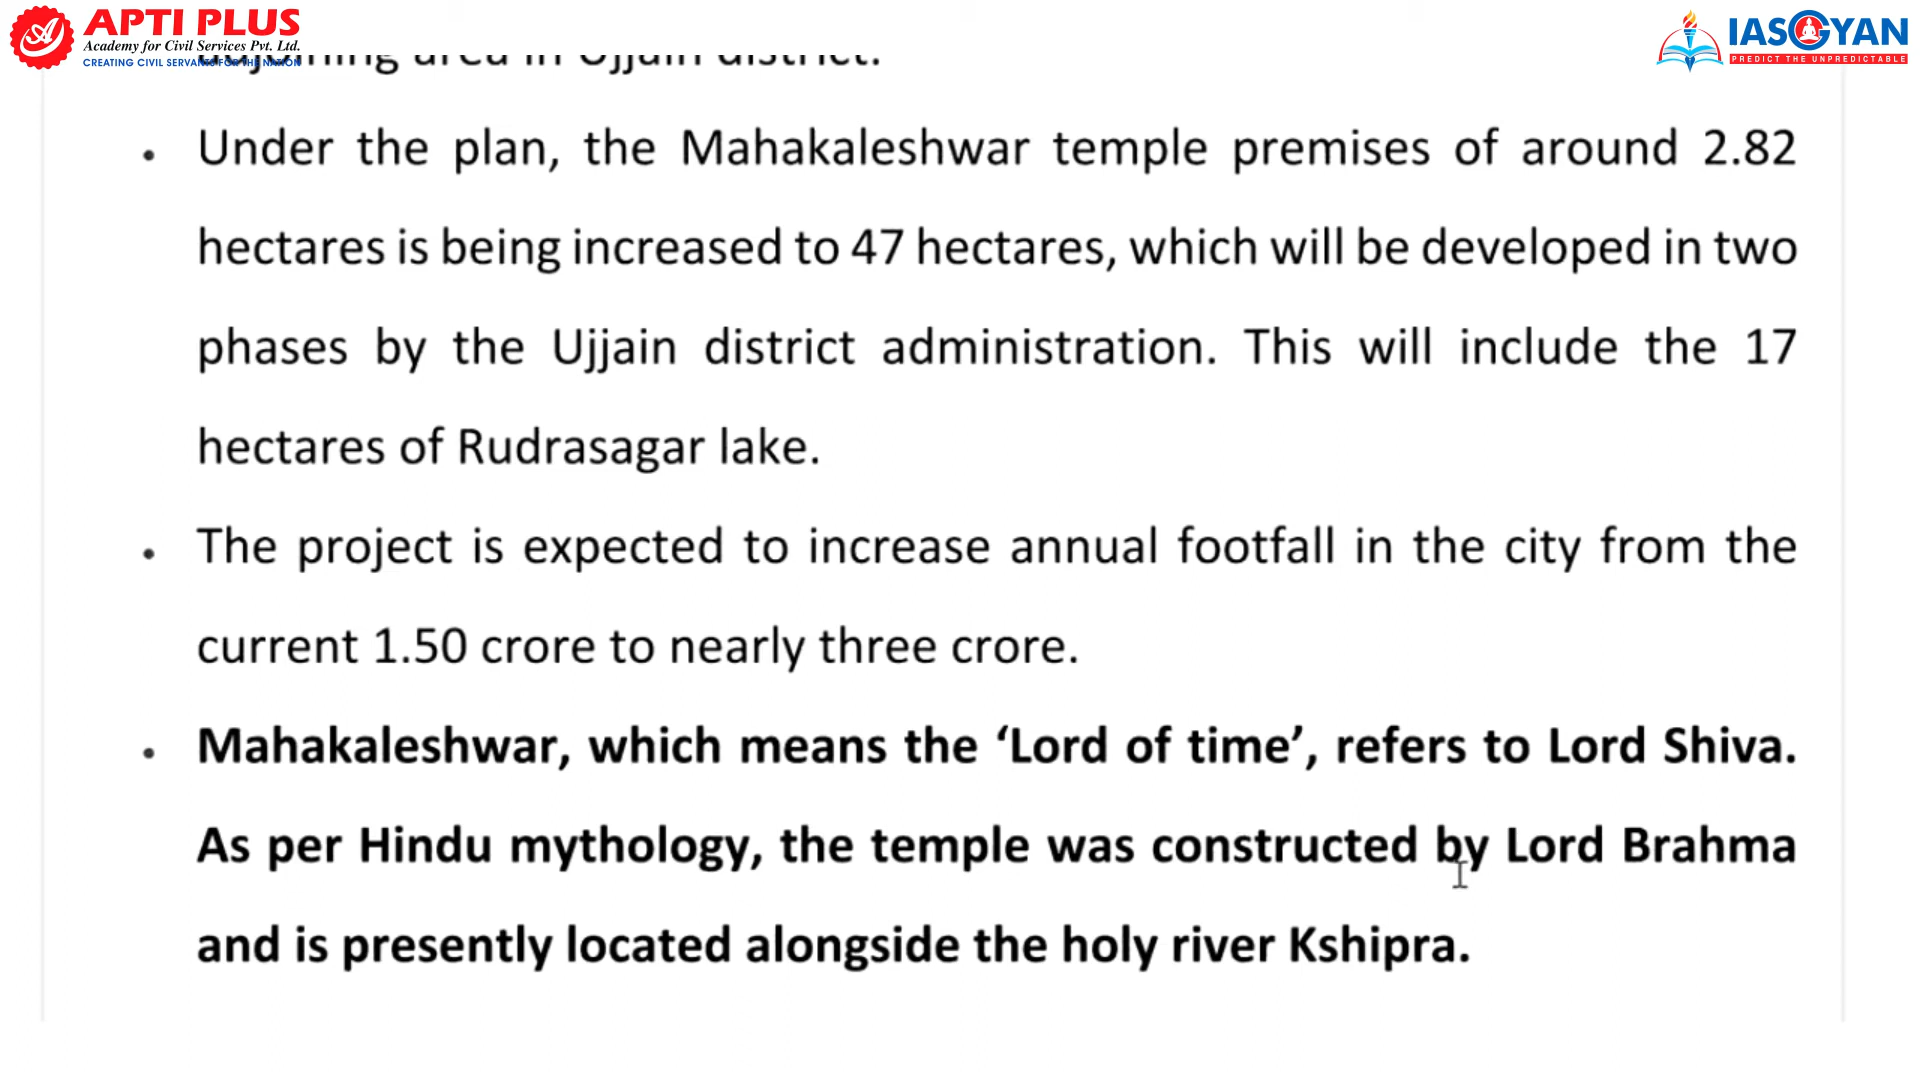 APTI PLUS
Academy for Civil Services Pvt. Ltd.
CREATING CIVIL SERVANTS FOR THE NATION
IASGYAN
PREDICT THE UNPREDICTABLE
adjoining area in Ujjain district.
• Under the plan, the Mahakaleshwar temple premises of around 2.82
hectares is being increased to 47 hectares, which will be developed in two
phases by the Ujjain district administration. This will include the 17
hectares of Rudrasagar lake.
• The project is expected to increase annual footfall in the city from the
current 1.50 crore to nearly three crore.
• Mahakaleshwar, which means the ‘Lord of time’, refers to Lord Shiva.
As per Hindu mythology, the temple was constructed by Lord Brahma
and is presently located alongside the holy river Kshipra.